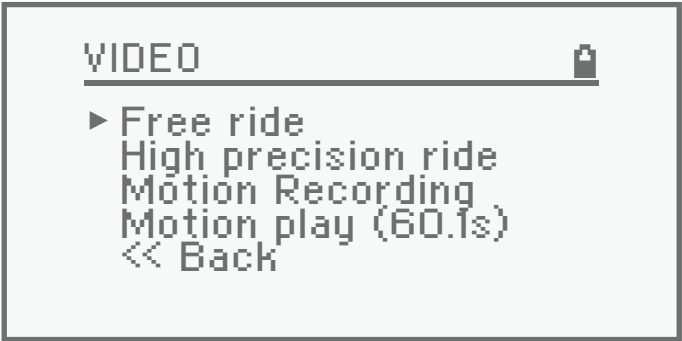 VIDEO
Free ride
High precision ride
Motion Recording
Motion play (60.1s)
<< Back